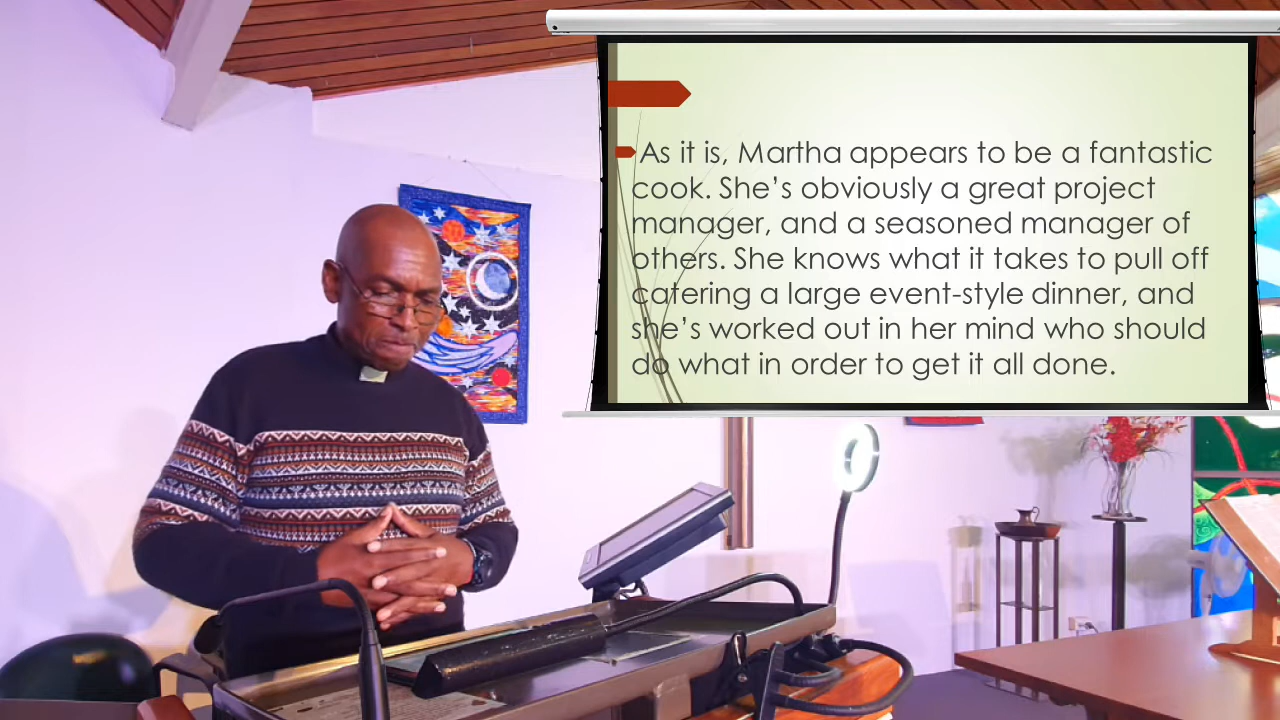 As it is, Martha appears to be a fantastic
cook. She’s obviously a great project
manager, and a seasoned manager of
others. She knows what it takes to pull off
catering a large event-style dinner, and
she’s worked out in her mind who should
do what in order to get it all done.